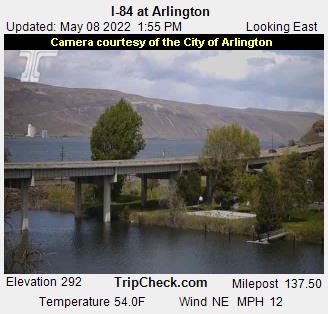 I-84 at Arlington
Updated: May 08 2022 1:55 PM Looking East
Camera courtesy of the City of Arlington
Elevation 292 TripCheck.com Milepost 137.50
Temperature 54.0F Wind NE MPH 12